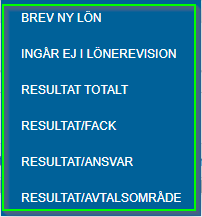 BREV NY LÖN
INGÅR EJ I LÖNEREVISION
RESULTAT TOTALT
RESULTAT/FACK
RESULTAT/ANSVAR
RESULTAT/AVTALSOMRÅDE